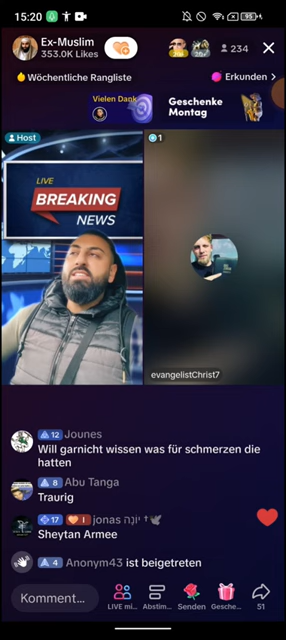 15:20
95
Ex-Muslim
353.0K Likes
234
Wöchentliche Rangliste
Erkunden >
Vielen Dank
Geschenke
Montag
Host
1
LIVE
BREAKING
NEWS
evangelistChrist7
12 Jounes
Will garnicht wissen was für schmerzen die
hatten
8 Abu Tanga
Traurig
17 I jonas יונה ✝🕊
Sheytan Armee
4 Anonym43 ist beigetreten
Komment...
LIVE mi...
Abstim...
Senden
Gesche...
51